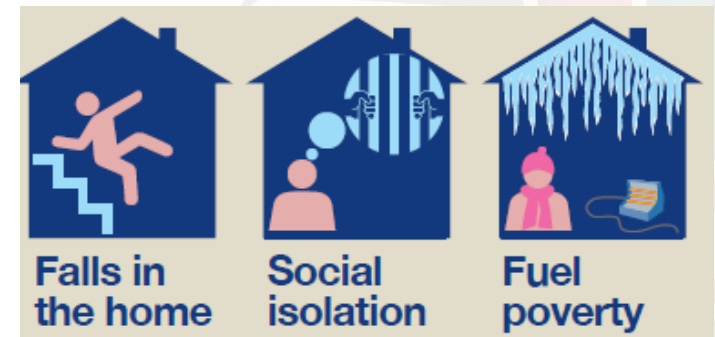 Falls in
the home
Social
isolation
Fuel
poverty